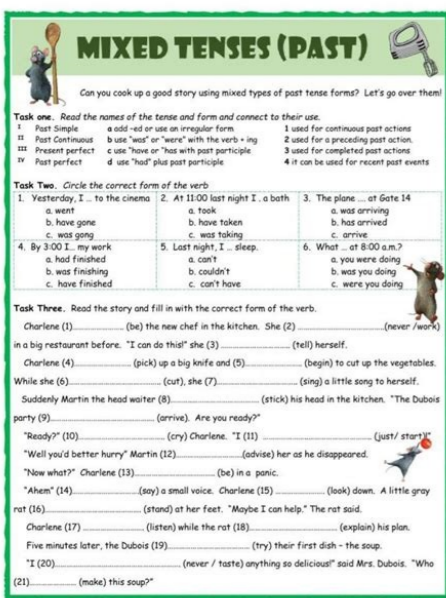 MIXED TENSES (PAST)
Can you cook up a good story using mixed types of past tense forms? Let's go over them!
Task one. Read the names of the tense and form and connect to their use.
I Past Simple a add -ed or use an irregular form 1 used for continuous past actions
II Past Continuous b use "was" or "were" with the verb + ing 2 used for a preceding past action.
III Present perfect c use "have or "has with past participle 3 used for completed past actions
IV Past perfect d use "had" plus past participle 4 it can be used for recent past events
Task Two. Circle the correct form of the verb
1. Yesterday, I ... to the cinema 2. At 11:00 last night I . a bath 3. The plane .... at Gate 14
a. went a. took a. was arriving
b. have gone b. have taken b. has arrived
c. was gong c. was taking c. arrive
4. By 3:00 I... my work 5. Last night, I ... sleep. 6. What ... at 8:00 a.m.?
a. had finished a. can't a. you were doing
b. was finishing b. couldn't b. was you doing
c. have finished c. can't have c. were you doing
Task Three. Read the story and fill in with the correct form of the verb.
Charlene (1)........................ (be) the new chef in the kitchen. She (2) ........................(never /work)
in a big restaurant before. "I can do this!" she (3) ........................ (tell) herself.
Charlene (4)........................ (pick) up a big knife and (5)........................ (begin) to cut up the vegetables.
While she (6)........................ (cut), she (7)........................ (sing) a little song to herself.
Suddenly Martin the head waiter (8)........................ (stick) his head in the kitchen. "The Dubois
party (9)........................ (arrive). Are you ready?"
"Ready?" (10)........................ (cry) Charlene. "I (11) ........................ (just/ start)!"
"Well you'd better hurry" Martin (12)........................(advise) her as he disappeared.
"Now what?" Charlene (13)........................ (be) in a panic.
"Ahem" (14)........................(say) a small voice. Charlene (15) ........................ (look) down. A little gray
rat (16)........................ (stand) at her feet. "Maybe I can help." The rat said.
Charlene (17) ........................ (listen) while the rat (18)........................ (explain) his plan.
Five minutes later, the Dubois (19)........................ (try) their first dish - the soup.
"I (20)........................ (never / taste) anything so delicious!" said Mrs. Dubois. "Who
(21)........................ (make) this soup?"